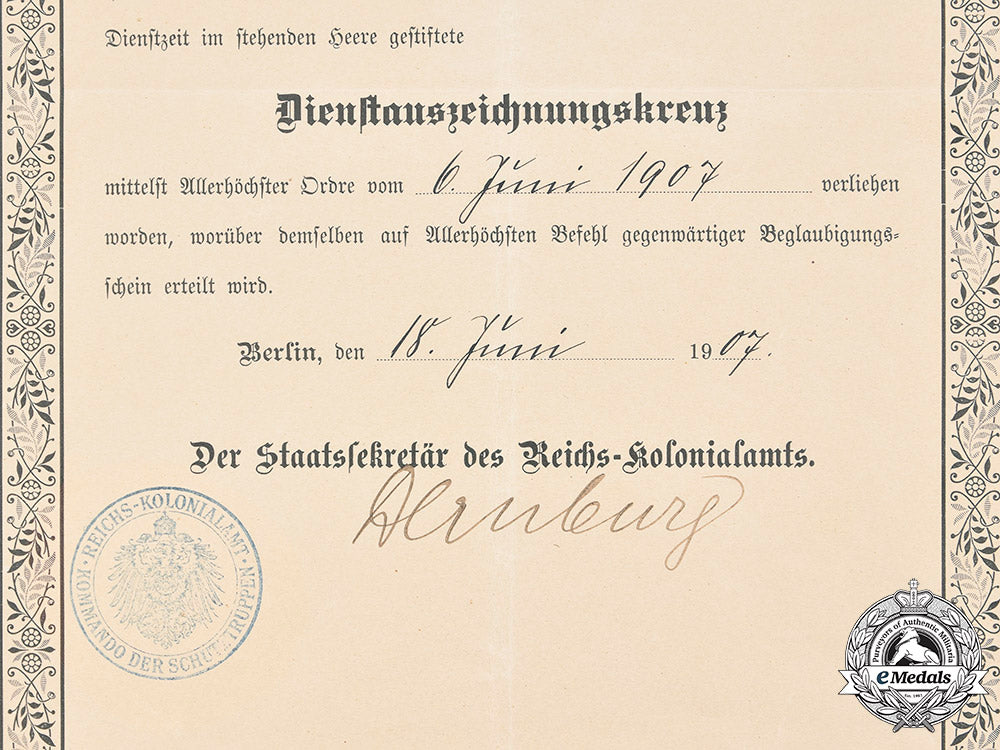 Dienstzeit im stehenden Heere gestiftete
Dienstauszeichnungskreuz
mittelst Allerhöchster Ordre vom 6. Juni 1907 verliehen
worden, worüber demselben auf Allerhöchsten Befehl gegenwärtiger Beglaubigungs=
schein erteilt wird.
Berlin, den 18. Juni 1907.
Der Staatssekretär des Reichs-Kolonialamts.
Dernburg
· REICHS-KOLONIALAMT ·
KOMMANDO DER SCHUTZTRUPPEN
Purveyors of Authentic Militaria
eMedals